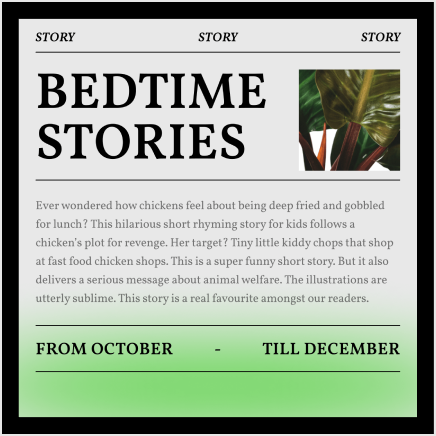 STORY STORY STORY
BEDTIME
STORIES
Ever wondered how chickens feel about being deep fried and gobbled
for lunch? This hilarious short rhyming story for kids follows a
chicken's plot for revenge. Her target? Tiny little kiddy chops that shop
at fast food chicken shops. This is a super funny short story. But it also
delivers a serious message about animal welfare. The illustrations are
utterly sublime. This story is a real favourite amongst our readers.
FROM OCTOBER - TILL DECEMBER